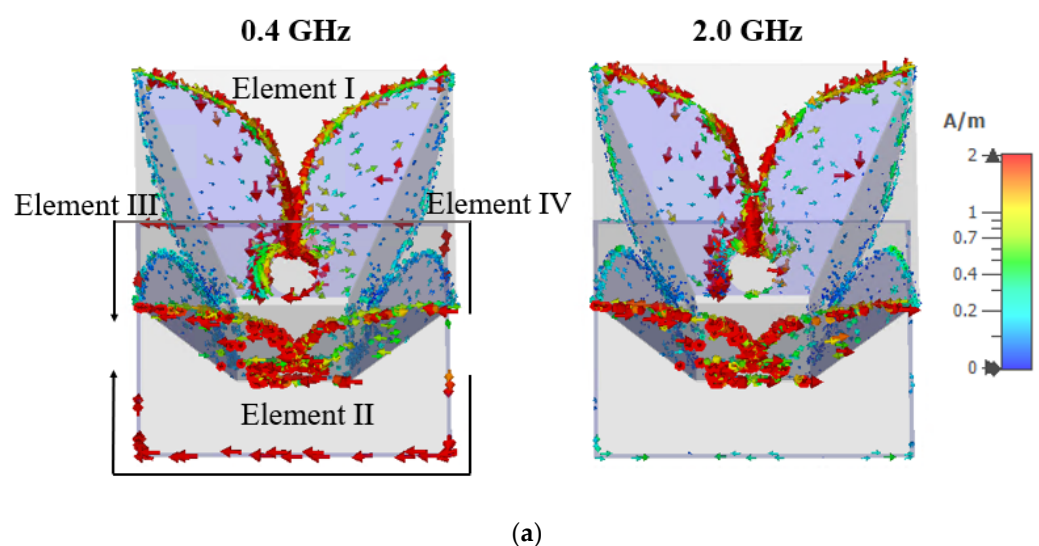 0.4 GHz
2.0 GHz
Element I
A/m
2
1
0.7
0.4
0.2
0
Element III
Element IV
Element II
(a)